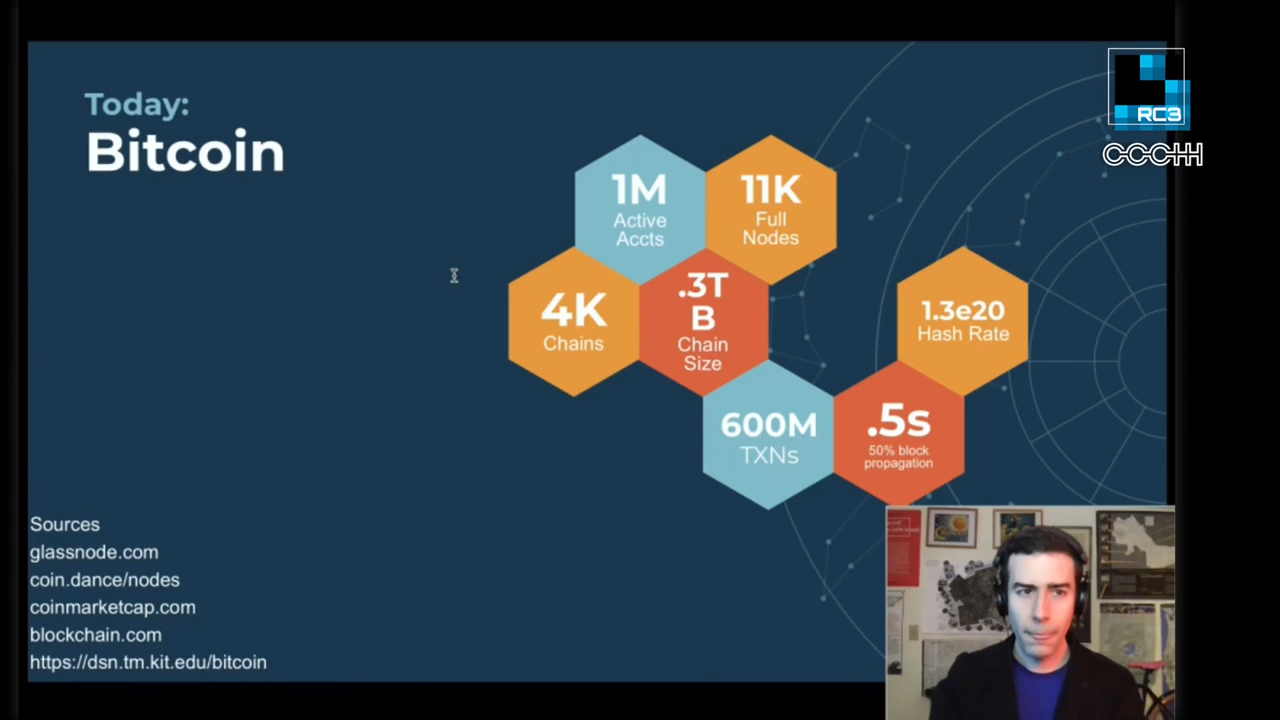 Today:
Bitcoin
RC3
CCCHH
1M
Active
Accts
11K
Full
Nodes
4K
Chains
.3T
B
Chain
Size
1.3e20
Hash Rate
600M
TXNs
.5s
50% block
propagation
Sources
glassnode.com
coin.dance/nodes
coinmarketcap.com
blockchain.com
https://dsn.tm.kit.edu/bitcoin